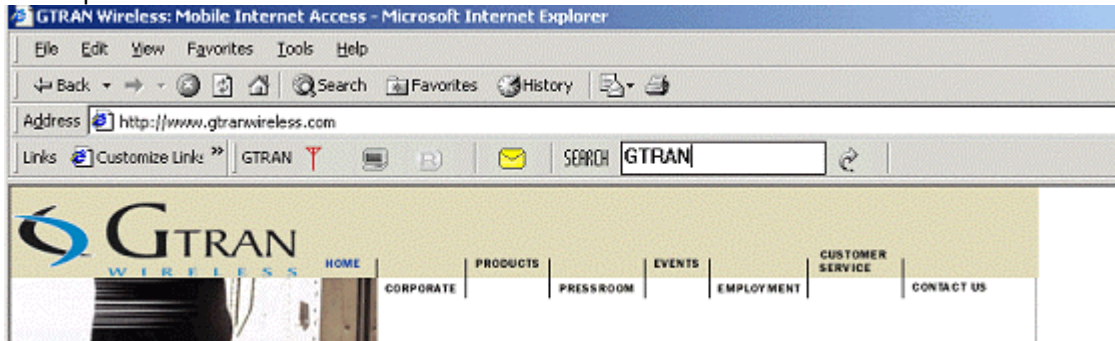 GTRAN Wireless: Mobile Internet Access - Microsoft Internet Explorer
File Edit View Favorites Tools Help
Back Search Favorites History
Address http://www.gtranwireless.com
Links Customize Links » GTRAN SEARCH GTRAN
GTRAN
WIRELESS
HOME PRODUCTS EVENTS CUSTOMER SERVICE
CORPORATE PRESSROOM EMPLOYMENT CONTACT US